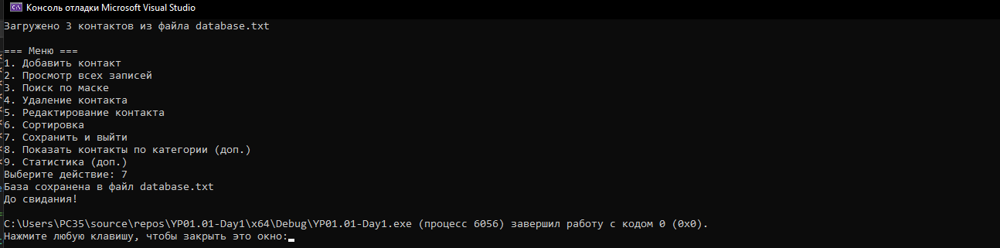 Консоль отладки Microsoft Visual Studio
Загружено 3 контактов из файла database.txt
=== Меню ===
1. Добавить контакт
2. Просмотр всех записей
3. Поиск по маске
4. Удаление контакта
5. Редактирование контакта
6. Сортировка
7. Сохранить и выйти
8. Показать контакты по категории (доп.)
9. Статистика (доп.)
Выберите действие: 7
База сохранена в файл database.txt
До свидания!
C:\Users\PC35\source\repos\YP01.01-Day1\x64\Debug\YP01.01-Day1.exe (процесс 6056) завершил работу с кодом 0 (0x0).
Нажмите любую клавишу, чтобы закрыть это окно: